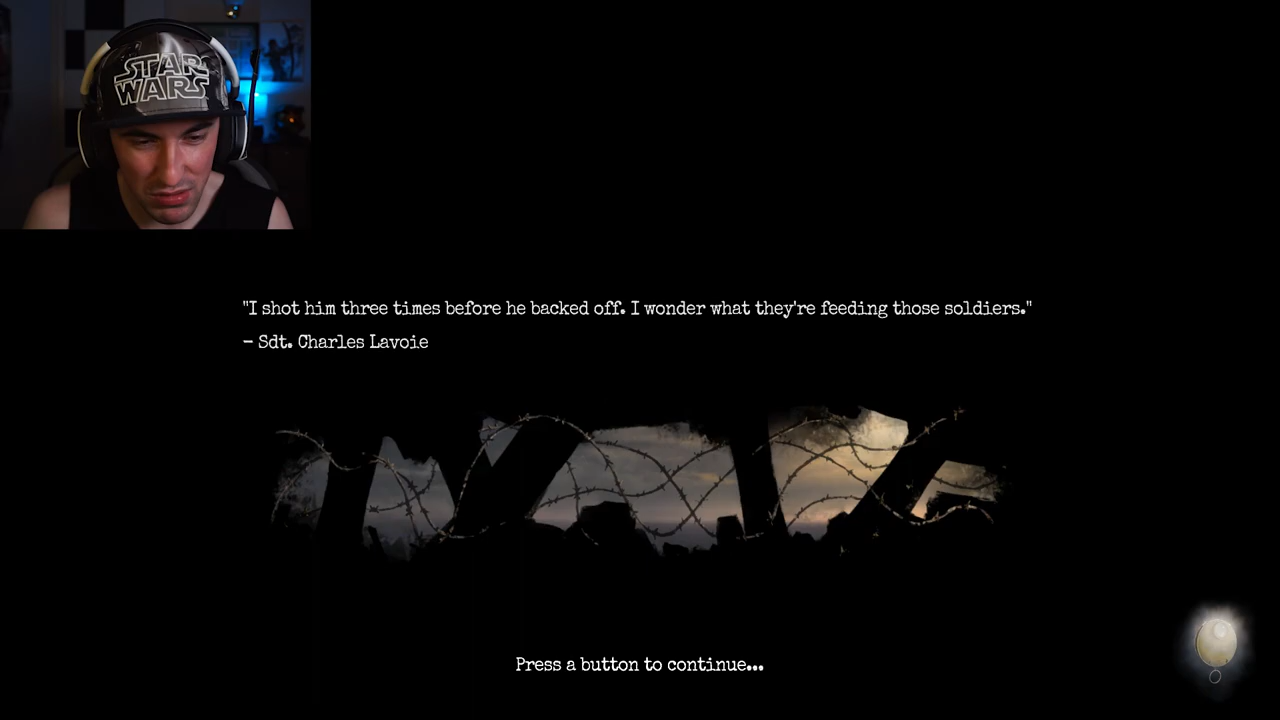 STAR
WARS
"I shot him three times before he backed off. I wonder what they're feeding those soldiers."
- Sdt. Charles Lavoie
Press a button to continue...